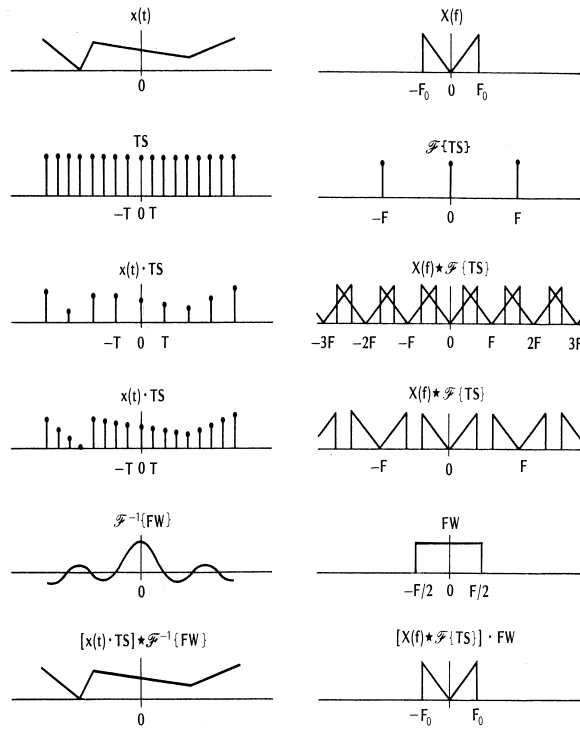 x(t)
X(f)
0
−F₀ 0 F₀
TS
ℱ{TS}
−T 0 T
−F 0 F
x(t)·TS
X(f)★ℱ{TS}
−T 0 T
−3F −2F −F 0 F 2F 3F
x(t)·TS
X(f)★ℱ{TS}
−T 0 T
−F 0 F
ℱ⁻¹{FW}
FW
0
−F/2 0 F/2
[x(t)·TS]★ℱ⁻¹{FW}
[X(f)★ℱ{TS}]·FW
0
−F₀ 0 F₀